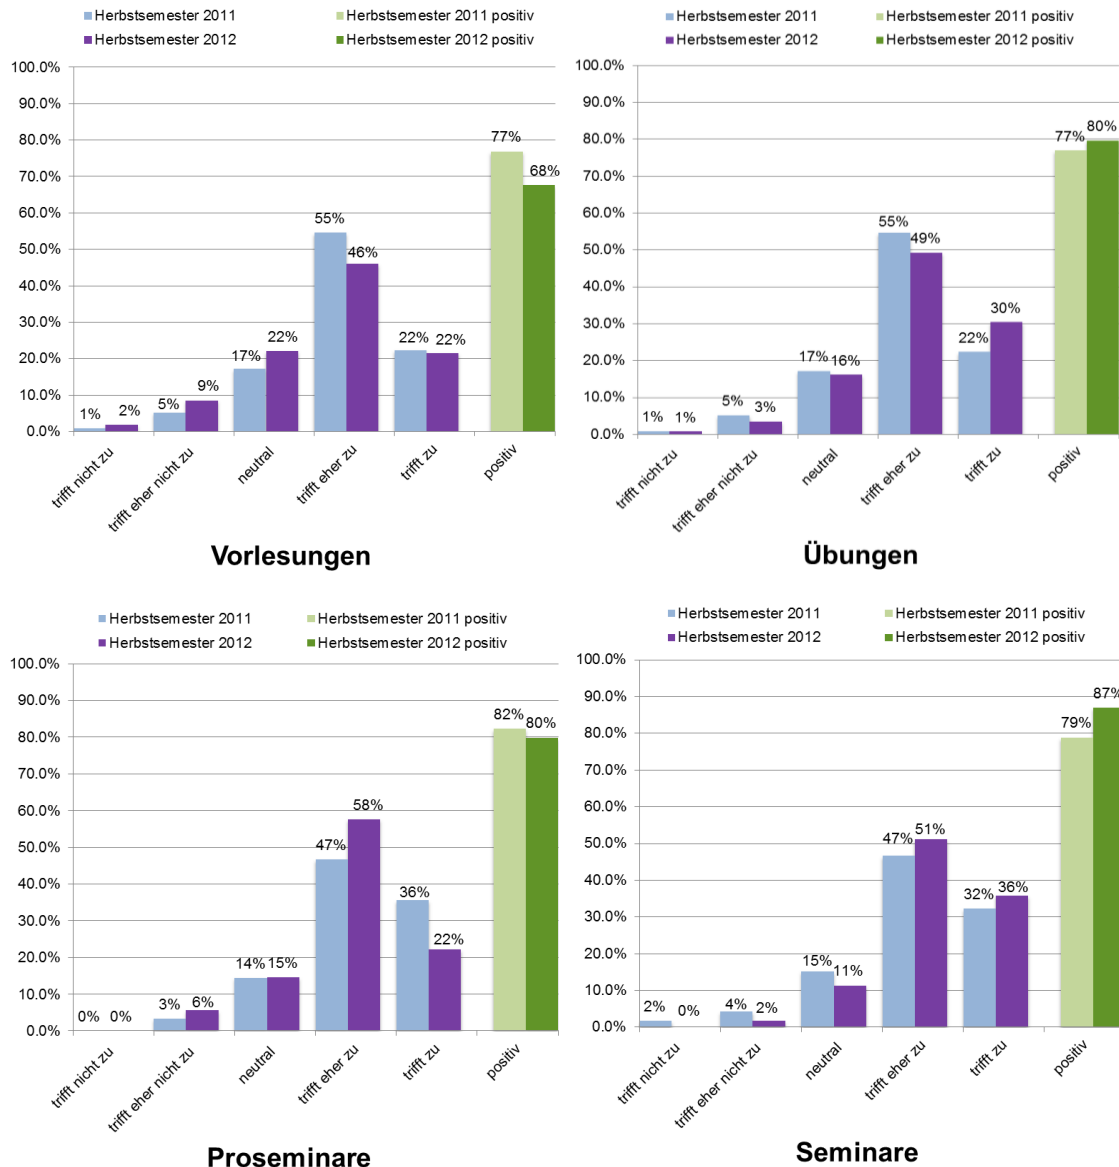 Herbstsemester 2011 Herbstsemester 2011 positiv
Herbstsemester 2012 Herbstsemester 2012 positiv
100.0%
90.0%
80.0%
70.0%
60.0%
50.0%
40.0%
30.0%
20.0%
10.0%
0.0%
1% 2% 5% 9% 17% 22% 55% 46% 22% 22% 77% 68%
trifft nicht zu
trifft eher nicht zu
neutral
trifft eher zu
trifft zu
positiv
Vorlesungen
Herbstsemester 2011 Herbstsemester 2011 positiv
Herbstsemester 2012 Herbstsemester 2012 positiv
100.0%
90.0%
80.0%
70.0%
60.0%
50.0%
40.0%
30.0%
20.0%
10.0%
0.0%
1% 1% 5% 3% 17% 16% 55% 49% 22% 30% 77% 80%
trifft nicht zu
trifft eher nicht zu
neutral
trifft eher zu
trifft zu
positiv
Übungen
Herbstsemester 2011 Herbstsemester 2011 positiv
Herbstsemester 2012 Herbstsemester 2012 positiv
100.0%
90.0%
80.0%
70.0%
60.0%
50.0%
40.0%
30.0%
20.0%
10.0%
0.0%
0% 0% 3% 6% 14% 15% 47% 58% 36% 22% 82% 80%
trifft nicht zu
trifft eher nicht zu
neutral
trifft eher zu
trifft zu
positiv
Proseminare
Herbstsemester 2011 Herbstsemester 2011 positiv
Herbstsemester 2012 Herbstsemester 2012 positiv
100.0%
90.0%
80.0%
70.0%
60.0%
50.0%
40.0%
30.0%
20.0%
10.0%
0.0%
2% 0% 4% 2% 15% 11% 47% 51% 32% 36% 79% 87%
trifft nicht zu
trifft eher nicht zu
neutral
trifft eher zu
trifft zu
positiv
Seminare